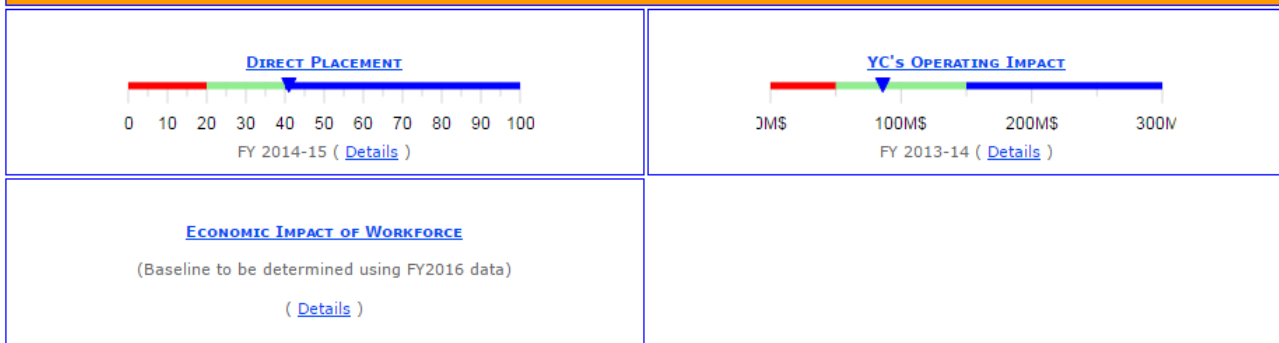 Direct Placement
0 10 20 30 40 50 60 70 80 90 100
FY 2014-15 ( Details )
YC's Operating Impact
0M$ 100M$ 200M$ 300M
FY 2013-14 ( Details )
Economic Impact of Workforce
(Baseline to be determined using FY2016 data)
( Details )